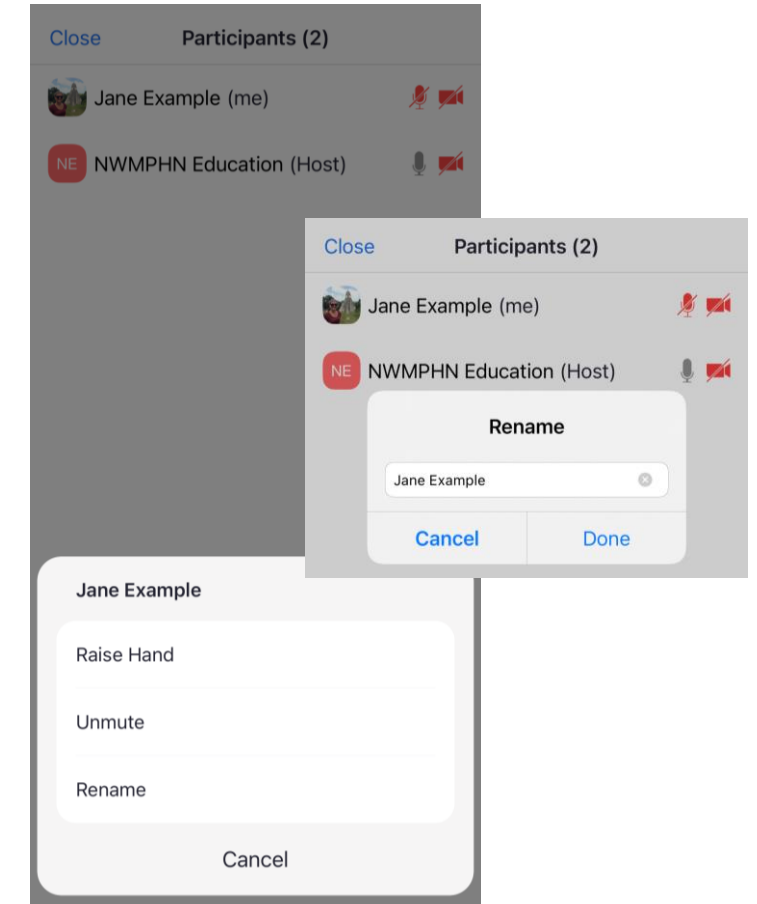 Close Participants (2)
Jane Example (me)
NE NWMPHN Education (Host)
Close Participants (2)
Jane Example (me)
NE NWMPHN Education (Host)
Rename
Jane Example
Cancel Done
Jane Example
Raise Hand
Unmute
Rename
Cancel